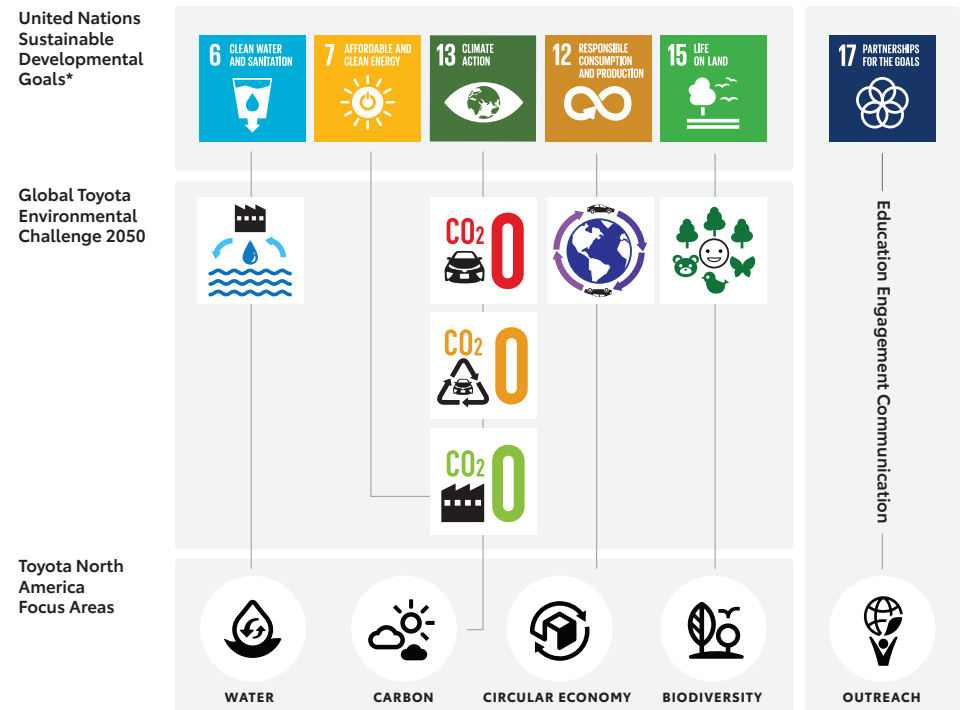 United Nations
Sustainable
Developmental
Goals*
6 CLEAN WATER
AND SANITATION
7 AFFORDABLE AND
CLEAN ENERGY
13 CLIMATE
ACTION
12 RESPONSIBLE
CONSUMPTION
AND PRODUCTION
15 LIFE
ON LAND
17 PARTNERSHIPS
FOR THE GOALS
Global Toyota
Environmental
Challenge 2050
CO2 0
CO2 0
CO2 0
Education Engagement Communication
Toyota North
America
Focus Areas
WATER
CARBON
CIRCULAR ECONOMY
BIODIVERSITY
OUTREACH